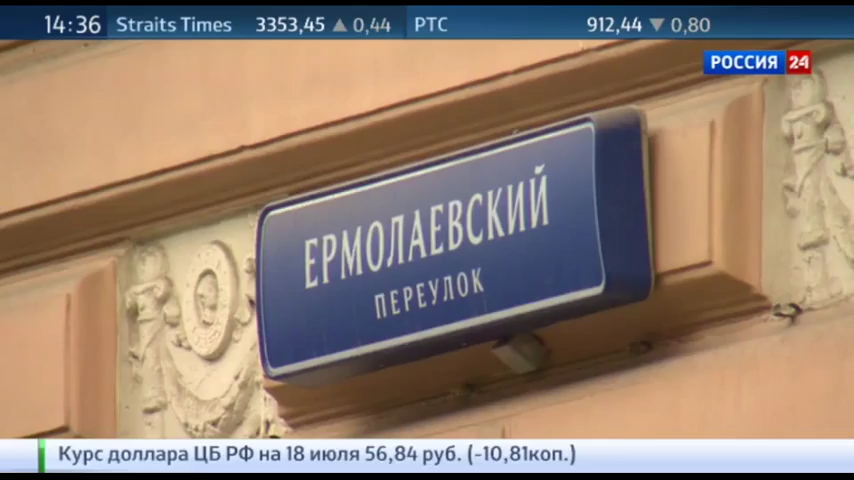 14:36 Straits Times 3353,45 ▲ 0,44 РТС 912,44 ▼ 0,80
РОССИЯ 24
ЕРМОЛАЕВСКИЙ
ПЕРЕУЛОК
Курс доллара ЦБ РФ на 18 июля 56,84 руб. (-10,81коп.)